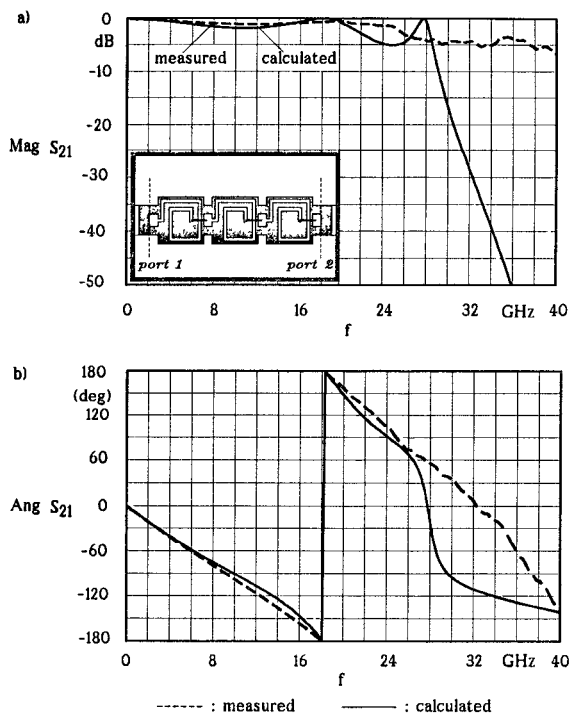 a)
0
dB
measured
calculated
-10
Mag S21
-20
-30
-40
-50
port 1
port 2
0
8
16
24
32
GHz
40
f
b)
180
(deg)
120
60
Ang S21
0
-60
-120
-180
0
8
16
24
32
GHz
40
f
----- : measured
——— : calculated